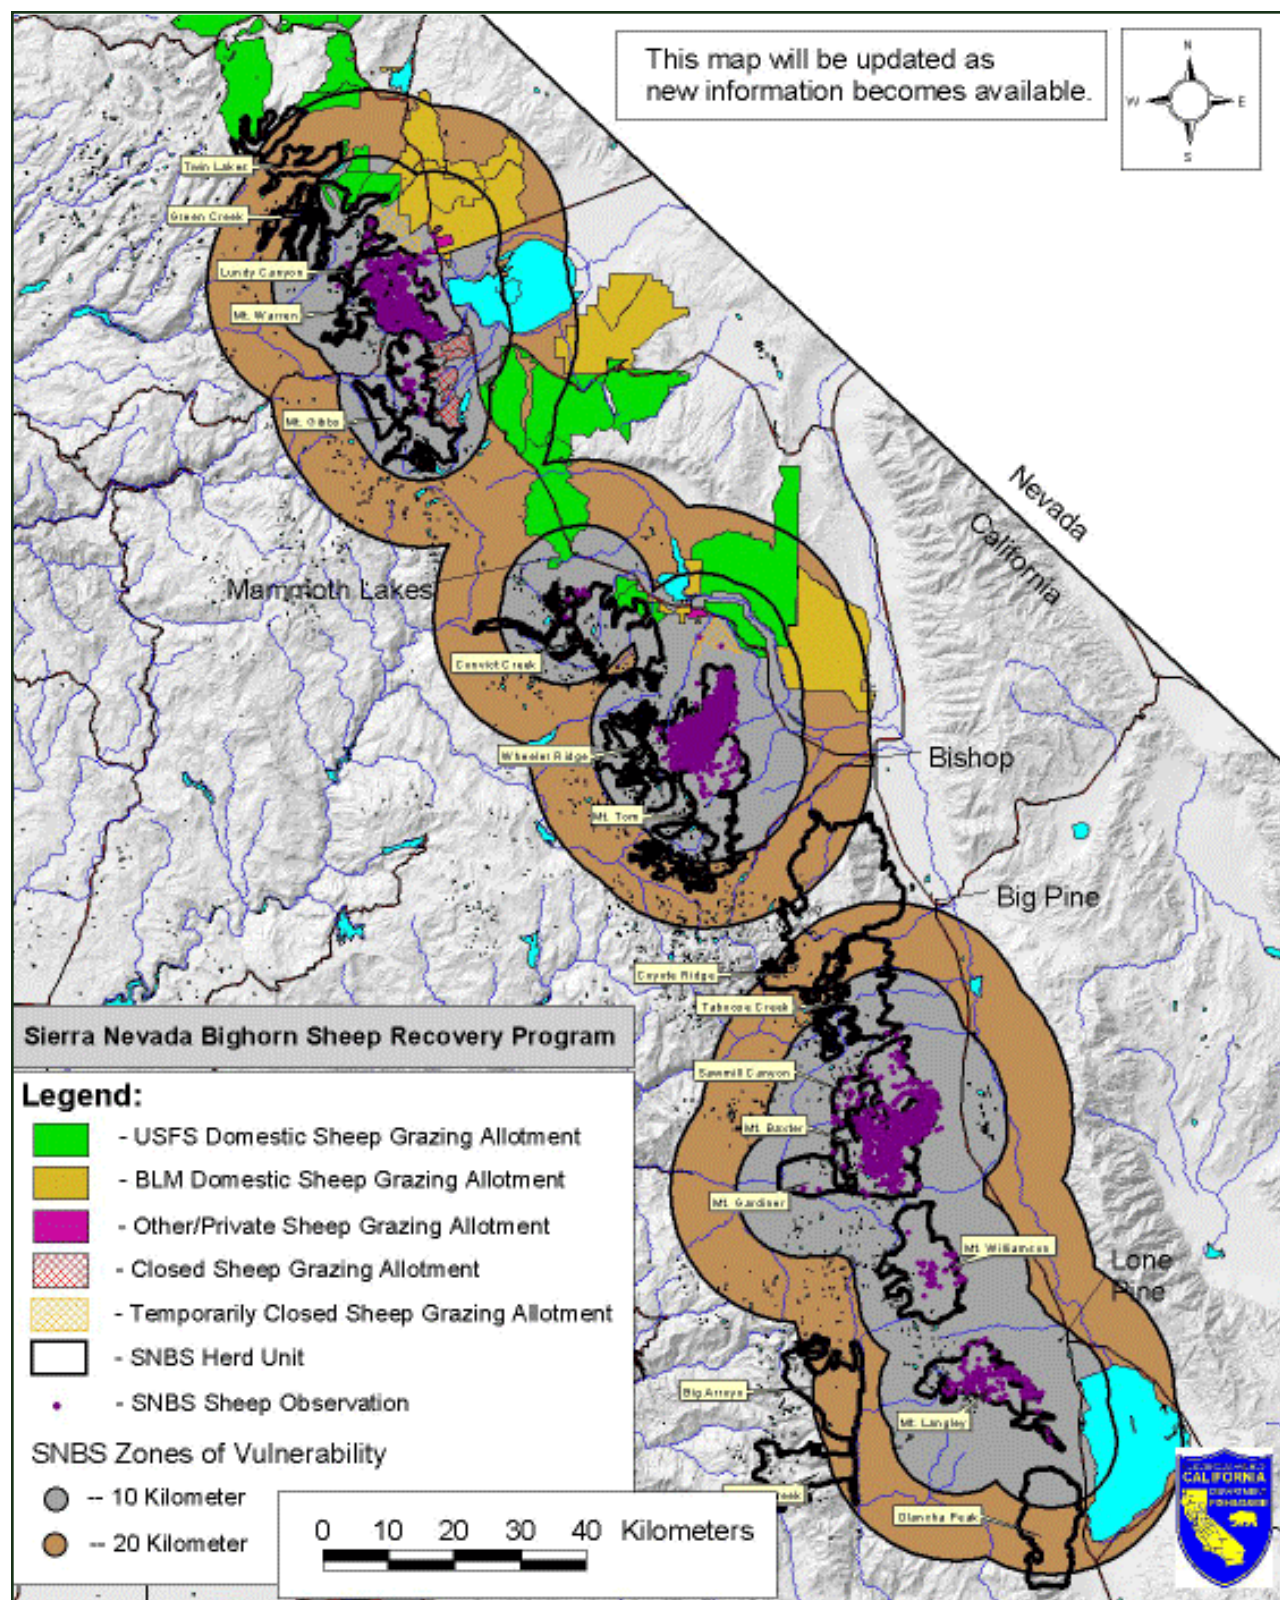 This map will be updated as
new information becomes available.
N
W
E
S
Twin Lakes
Green Creek
Lundy Canyon
Mt. Warren
Mt. Gibbs
Nevada
California
Mammoth Lakes
Convict Creek
Wheeler Ridge
Bishop
Mt. Tom
Big Pine
Coyote Ridge
Taboose Creek
Sawmill Canyon
Mt. Baxter
Mt. Gardiner
Mt. Williamson
Lone
Pine
Big Arroyo
Mt. Langley
Olancha Peak
Sierra Nevada Bighorn Sheep Recovery Program
Legend:
- USFS Domestic Sheep Grazing Allotment
- BLM Domestic Sheep Grazing Allotment
- Other/Private Sheep Grazing Allotment
- Closed Sheep Grazing Allotment
- Temporarily Closed Sheep Grazing Allotment
- SNBS Herd Unit
- SNBS Sheep Observation
SNBS Zones of Vulnerability
-- 10 Kilometer
-- 20 Kilometer
0 10 20 30 40 Kilometers
CALIFORNIA